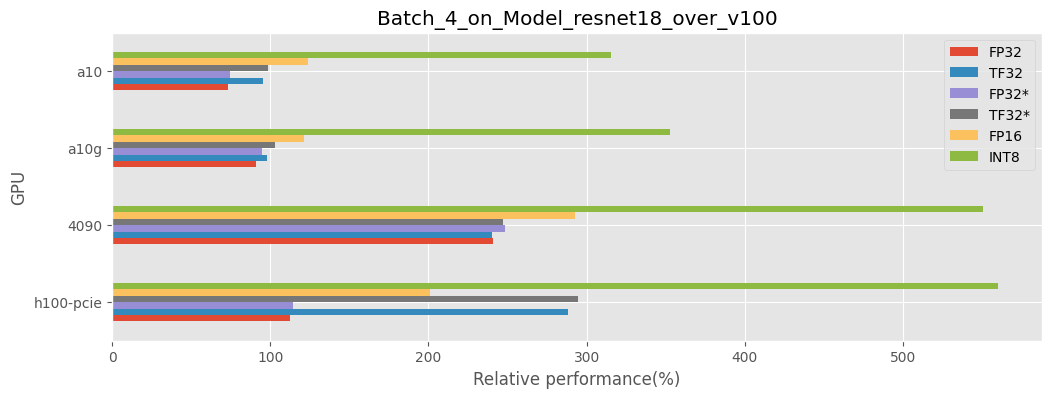 Batch_4_on_Model_resnet18_over_v100
FP32
TF32
FP32*
TF32*
FP16
INT8
a10
a10g
4090
h100-pcie
GPU
0 100 200 300 400 500
Relative performance(%)